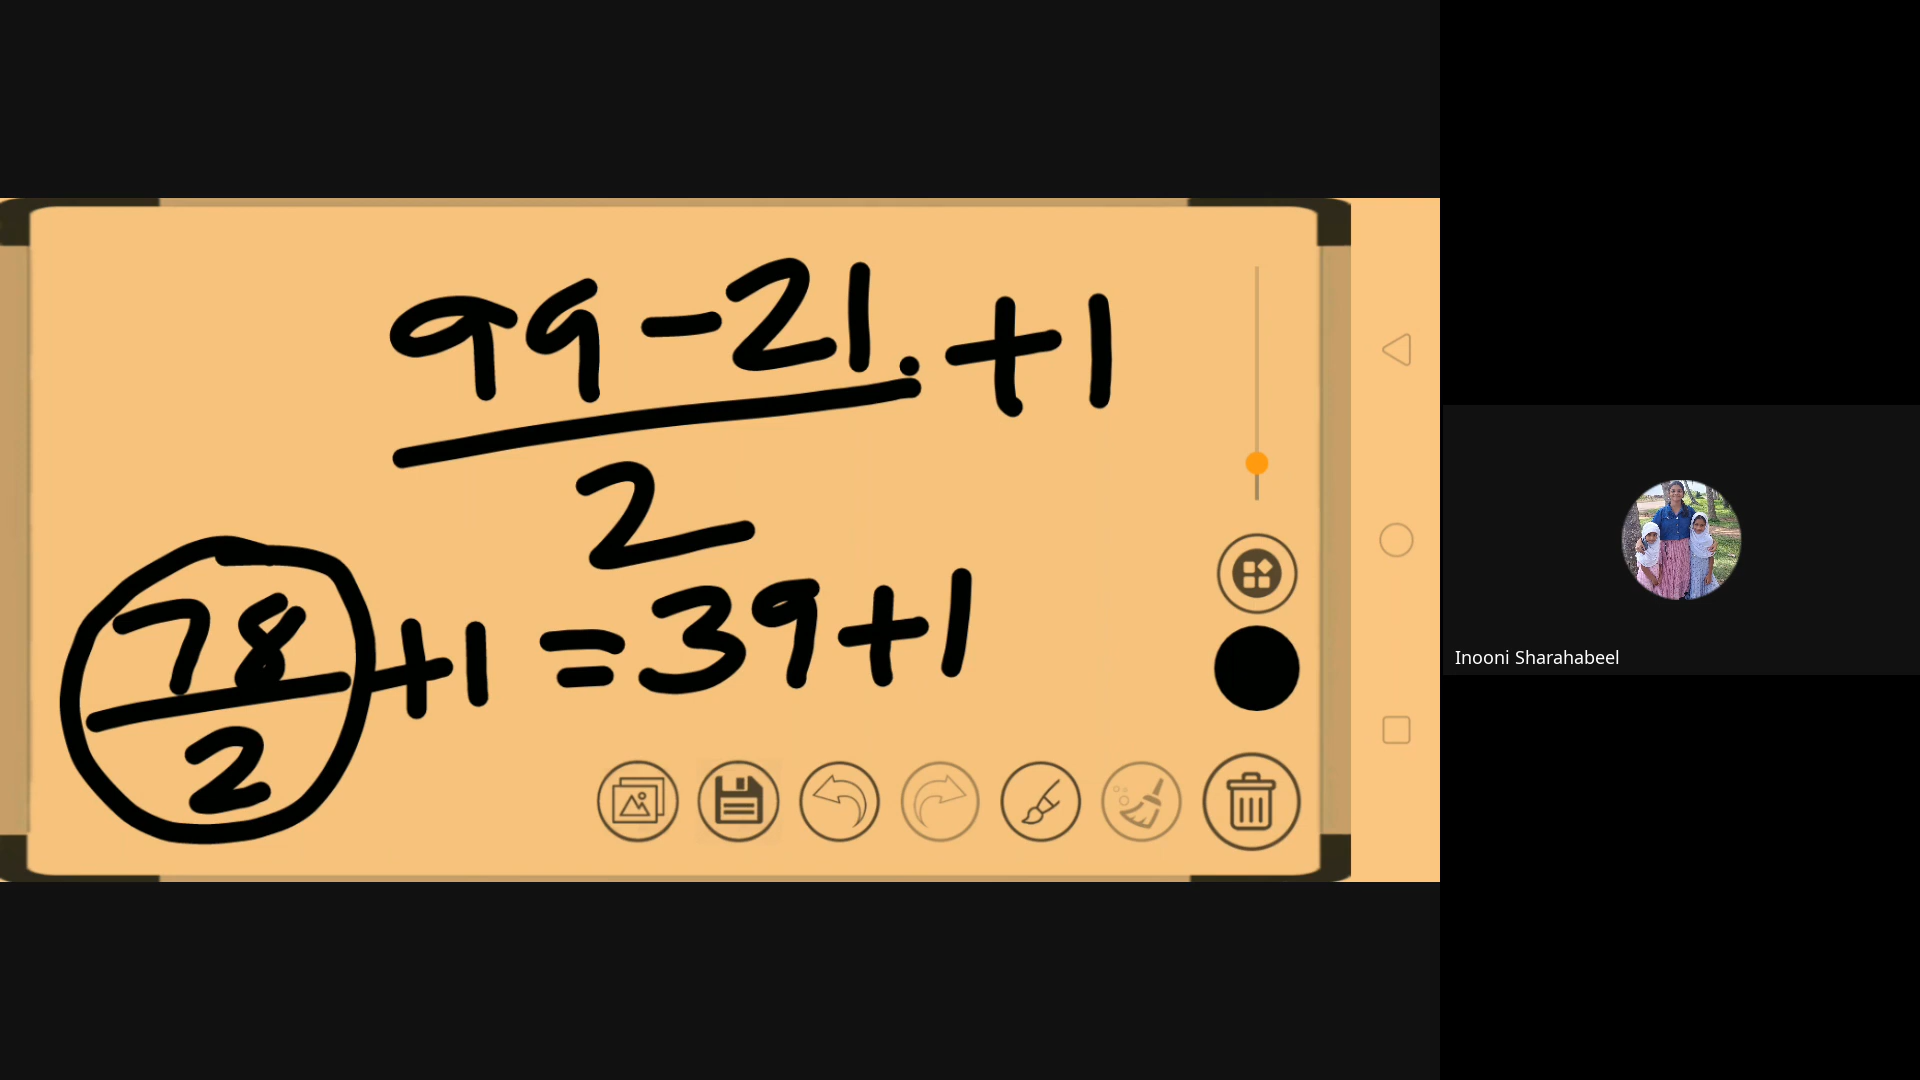 99-21. +1
2
78 +1 = 39+1
2
Inooni Sharahabeel